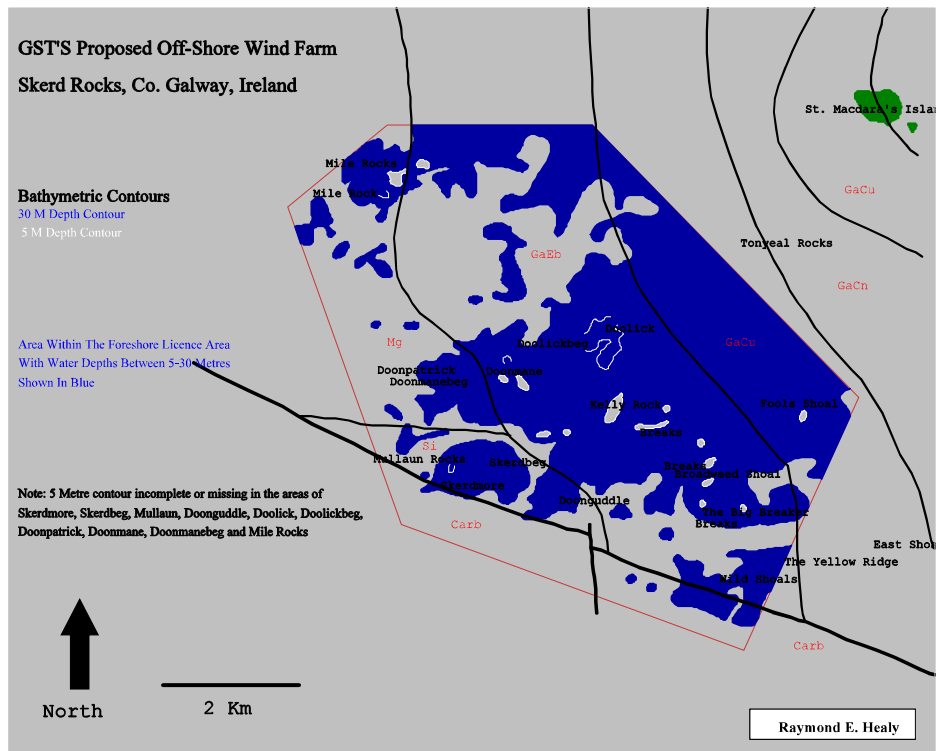 GST'S Proposed Off-Shore Wind Farm
Skerd Rocks, Co. Galway, Ireland
St. Macdara's Islan
Mile Rocks
Mile Rock
GaCu
Bathymetric Contours
30 M Depth Contour
5 M Depth Contour
Tonyeal Rocks
GaEb
GaCn
Doolick
Area Within The Foreshore Licence Area
With Water Depths Between 5-30 Metres
Shown In Blue
Mg
Doolickbeg
GaCu
Doonpatrick
Doonmane
Doonmanebeg
Kelly Rock
Fools Shoal
Breaks
Si
Mullaun Rocks
Skerdbeg
Breaks
Broadweed Shoal
Skerdmore
Note: 5 Metre contour incomplete or missing in the areas of
Skerdmore, Skerdbeg, Mullaun, Doonguddle, Doolick, Doolickbeg,
Doonpatrick, Doonmane, Doonmanebeg and Mile Rocks
Doonguddle
The Big Breaker
Carb
Breaks
East Shoa
The Yellow Ridge
Wild Shoals
Carb
North
2 Km
Raymond E. Healy